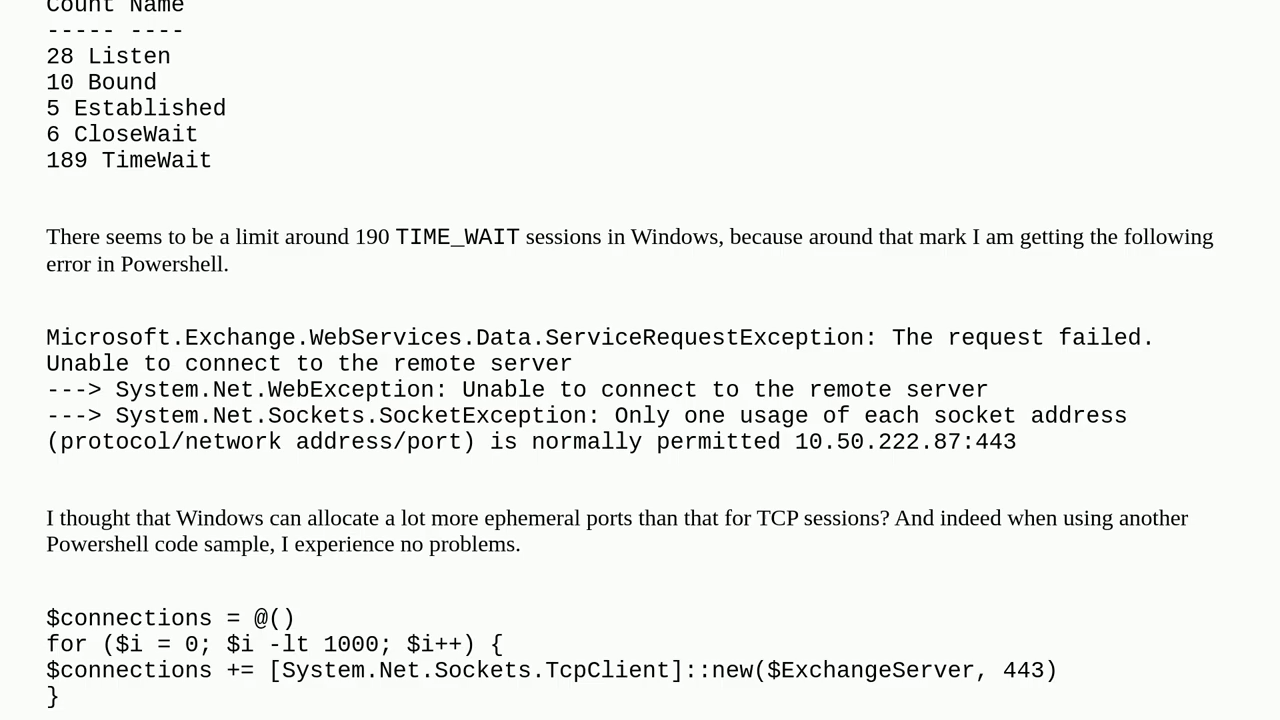 Count Name
----- ----
28 Listen
10 Bound
5 Established
6 CloseWait
189 TimeWait
There seems to be a limit around 190 TIME_WAIT sessions in Windows, because around that mark I am getting the following
error in Powershell.
Microsoft.Exchange.WebServices.Data.ServiceRequestException: The request failed.
Unable to connect to the remote server
---> System.Net.WebException: Unable to connect to the remote server
---> System.Net.Sockets.SocketException: Only one usage of each socket address
(protocol/network address/port) is normally permitted 10.50.222.87:443
I thought that Windows can allocate a lot more ephemeral ports than that for TCP sessions? And indeed when using another
Powershell code sample, I experience no problems.
$connections = @()
for ($i = 0; $i -lt 1000; $i++) {
$connections += [System.Net.Sockets.TcpClient]::new($ExchangeServer, 443)
}